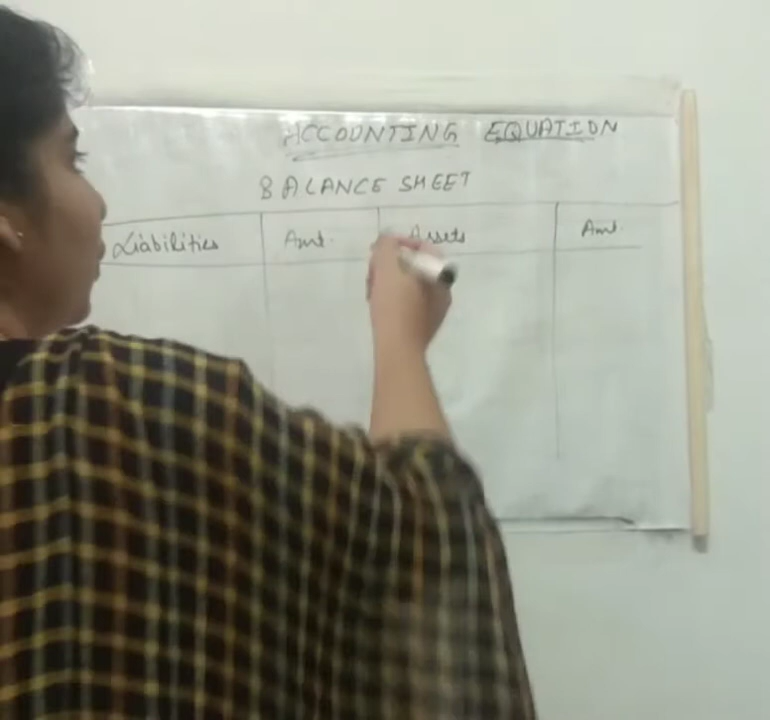 ACCOUNTING EQUATION
BALANCE SHEET
Liabilities Amt. Assets Amt.